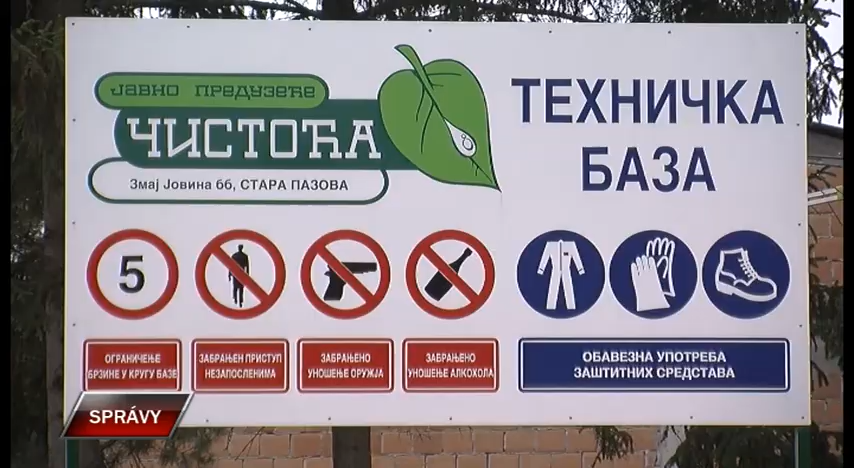 ЈАВНО ПРЕДУЗЕЋЕ
ЧИСТОЋА
Змај Јовина бб, СТАРА ПАЗОВА
ТЕХНИЧКА
БАЗА
5
ОГРАНИЧЕЊЕ
БРЗИНЕ У КРУГУ БАЗЕ
ЗАБРАЊЕН ПРИСТУП
НЕЗАПОСЛЕНИМА
ЗАБРАЊЕНО
УНОШЕЊЕ ОРУЖЈА
ЗАБРАЊЕНО
УНОШЕЊЕ АЛКОХОЛА
ОБАВЕЗНА УПОТРЕБА
ЗАШТИТНИХ СРЕДСТАВА
SPRÁVY